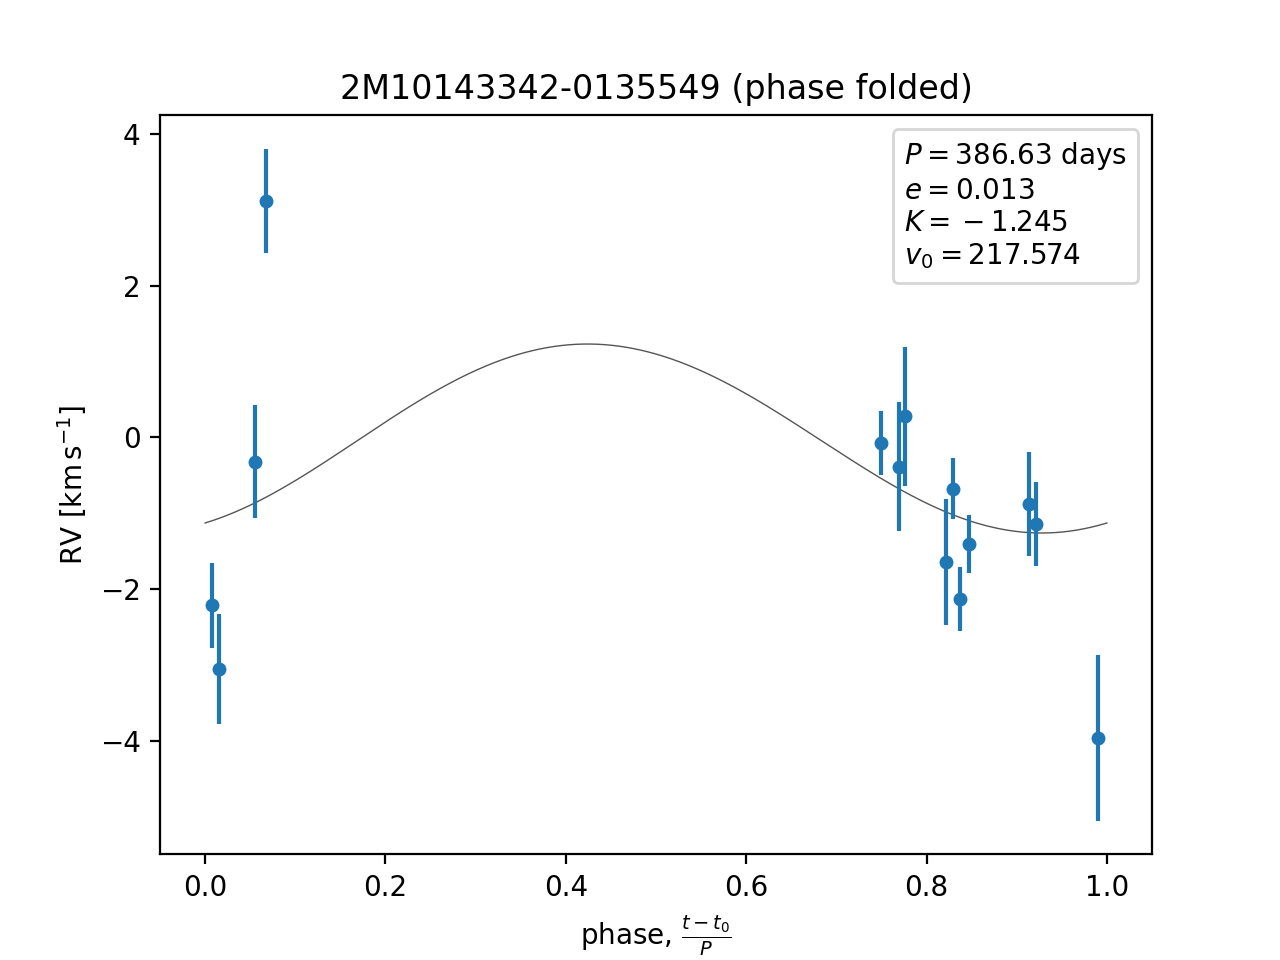 2M10143342-0135549 (phase folded)
P = 386.63 days
e = 0.013
K = − 1.245
v₀ = 217.574
4
2
0
−2
−4
RV [km s⁻¹]
0.0 0.2 0.4 0.6 0.8 1.0
phase, (t − t₀)/P